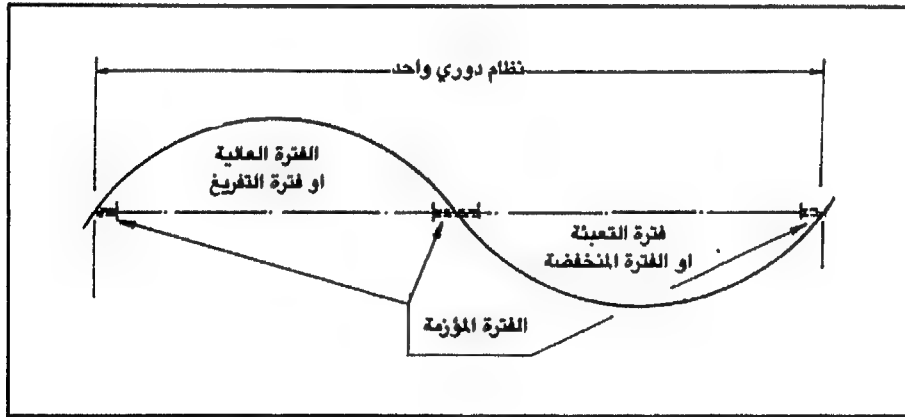 نظام دوري واحد
الفترة العالية
او فترة التفريغ
فترة التعبئة
او الفترة المنخفضة
الفترة المؤزمة